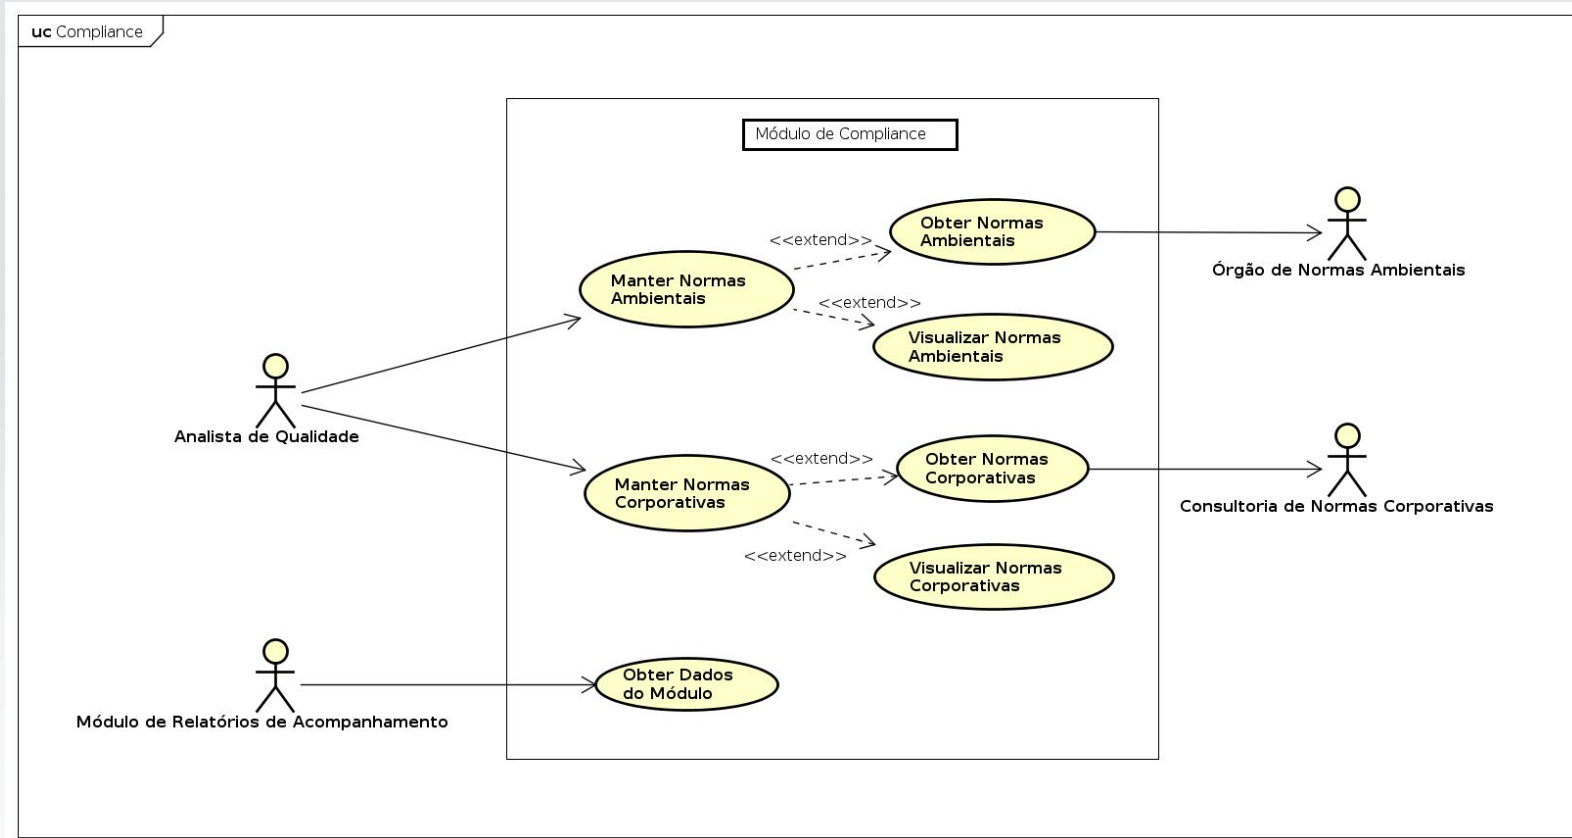 uc Compliance
Módulo de Compliance
Obter Normas
Ambientais
<<extend>>
Manter Normas
Ambientais
Órgão de Normas Ambientais
<<extend>>
Visualizar Normas
Ambientais
Analista de Qualidade
<<extend>>
Obter Normas
Corporativas
Manter Normas
Corporativas
Consultoria de Normas Corporativas
<<extend>>
Visualizar Normas
Corporativas
Obter Dados
do Módulo
Módulo de Relatórios de Acompanhamento